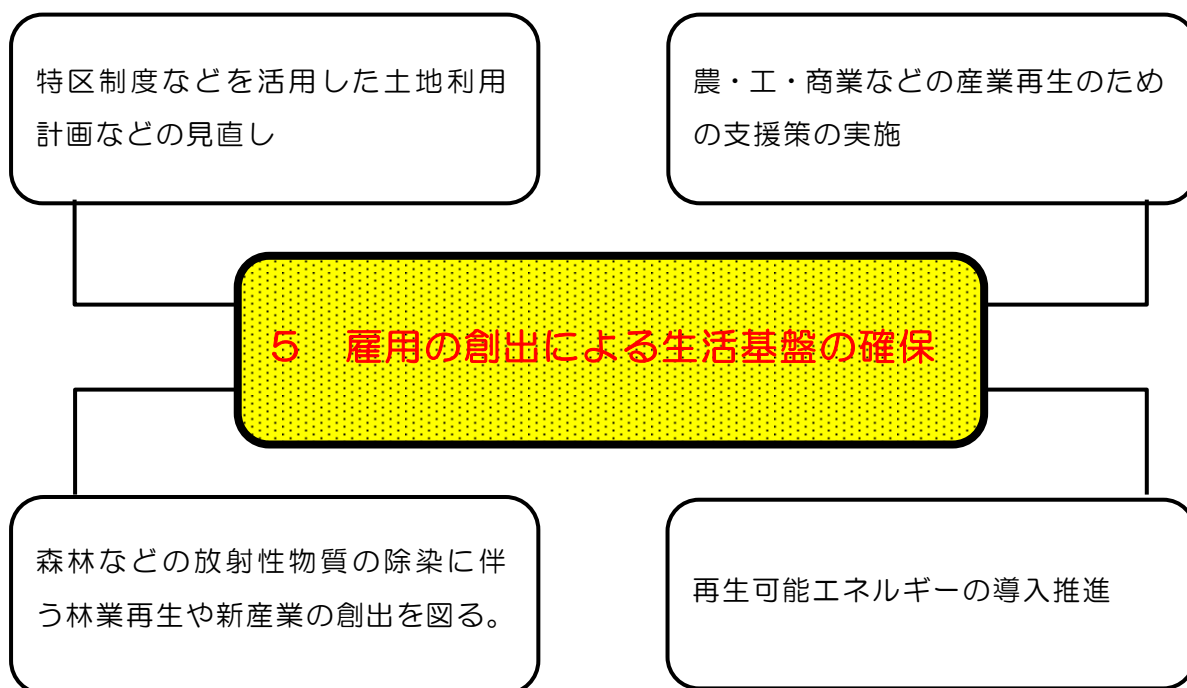 特区制度などを活用した土地利用
計画などの見直し
農・工・商業などの産業再生のため
の支援策の実施
５　雇用の創出による生活基盤の確保
森林などの放射性物質の除染に伴
う林業再生や新産業の創出を図る。
再生可能エネルギーの導入推進